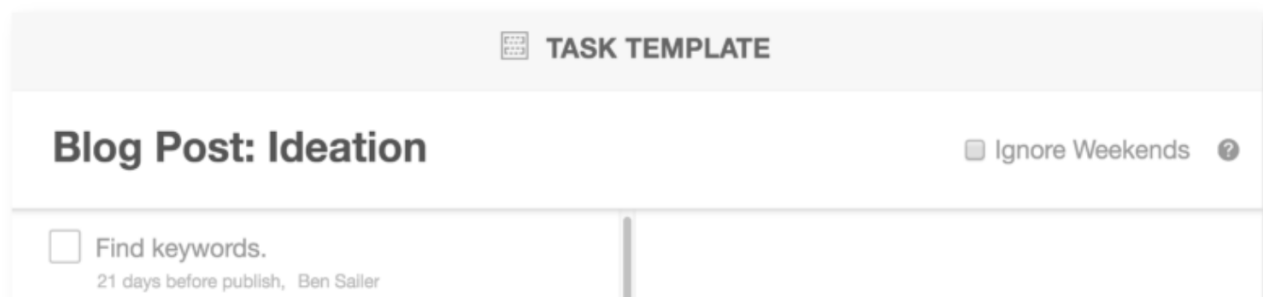 TASK TEMPLATE
Blog Post: Ideation
Ignore Weekends ?
Find keywords.
21 days before publish, Ben Sailer